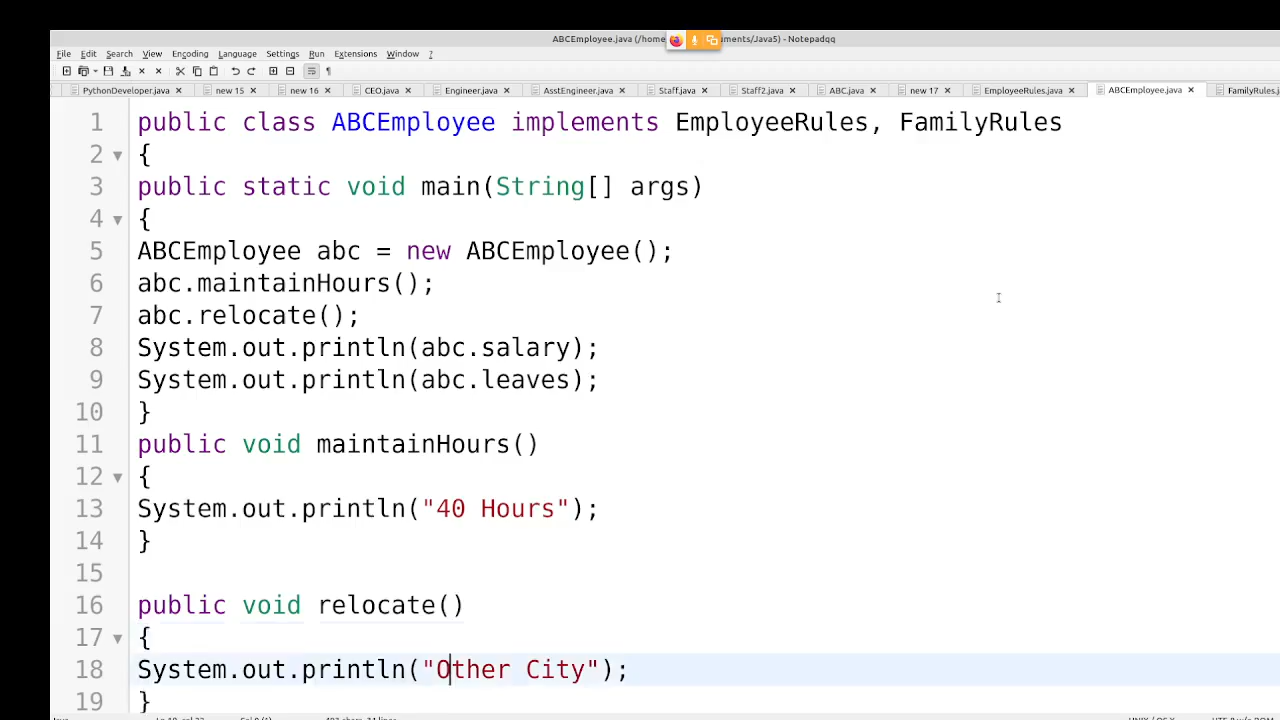 ABCEmployee.java (/home uments/Java5) - Notepadqq
File Edit Search View Encoding Language Settings Run Extensions Window ?
PythonDeveloper.java new 15 new 16 CEO.java Engineer.java AsstEngineer.java Staff.java Staff2.java ABC.java new 17 EmployeeRules.java ABCEmployee.java FamilyRules.j
1 public class ABCEmployee implements EmployeeRules, FamilyRules
2 {
3 public static void main(String[] args)
4 {
5 ABCEmployee abc = new ABCEmployee();
6 abc.maintainHours();
7 abc.relocate();
8 System.out.println(abc.salary);
9 System.out.println(abc.leaves);
10 }
11 public void maintainHours()
12 {
13 System.out.println("40 Hours");
14 }
15
16 public void relocate()
17 {
18 System.out.println("Other City");
19 }